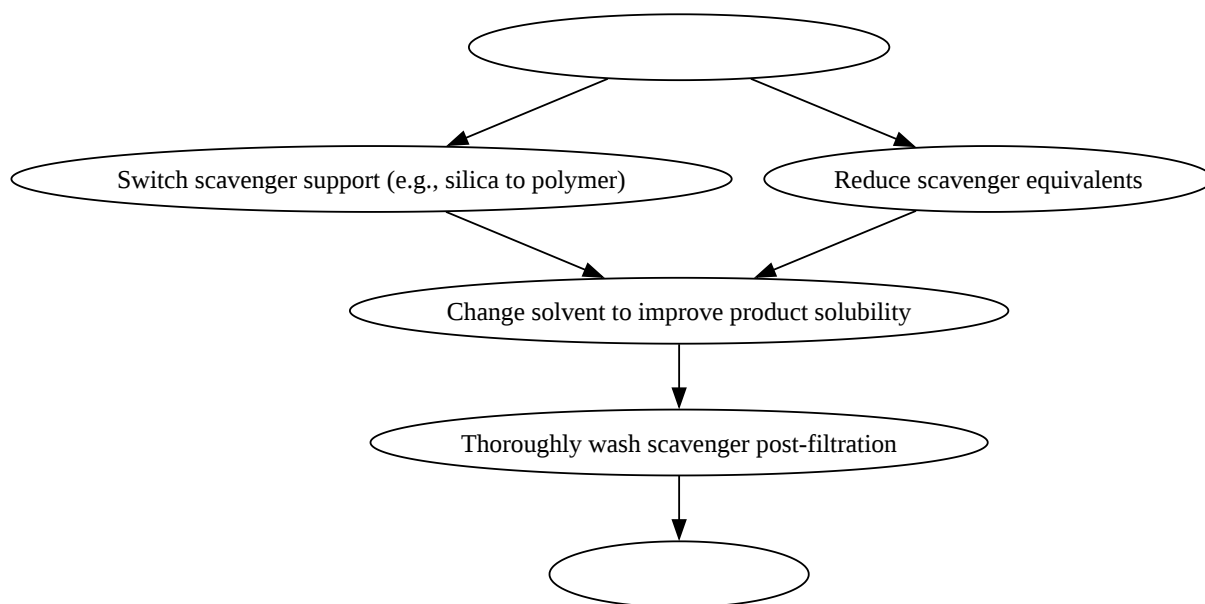 Switch scavenger support (e.g., silica to polymer)
Reduce scavenger equivalents
Change solvent to improve product solubility
Thoroughly wash scavenger post-filtration